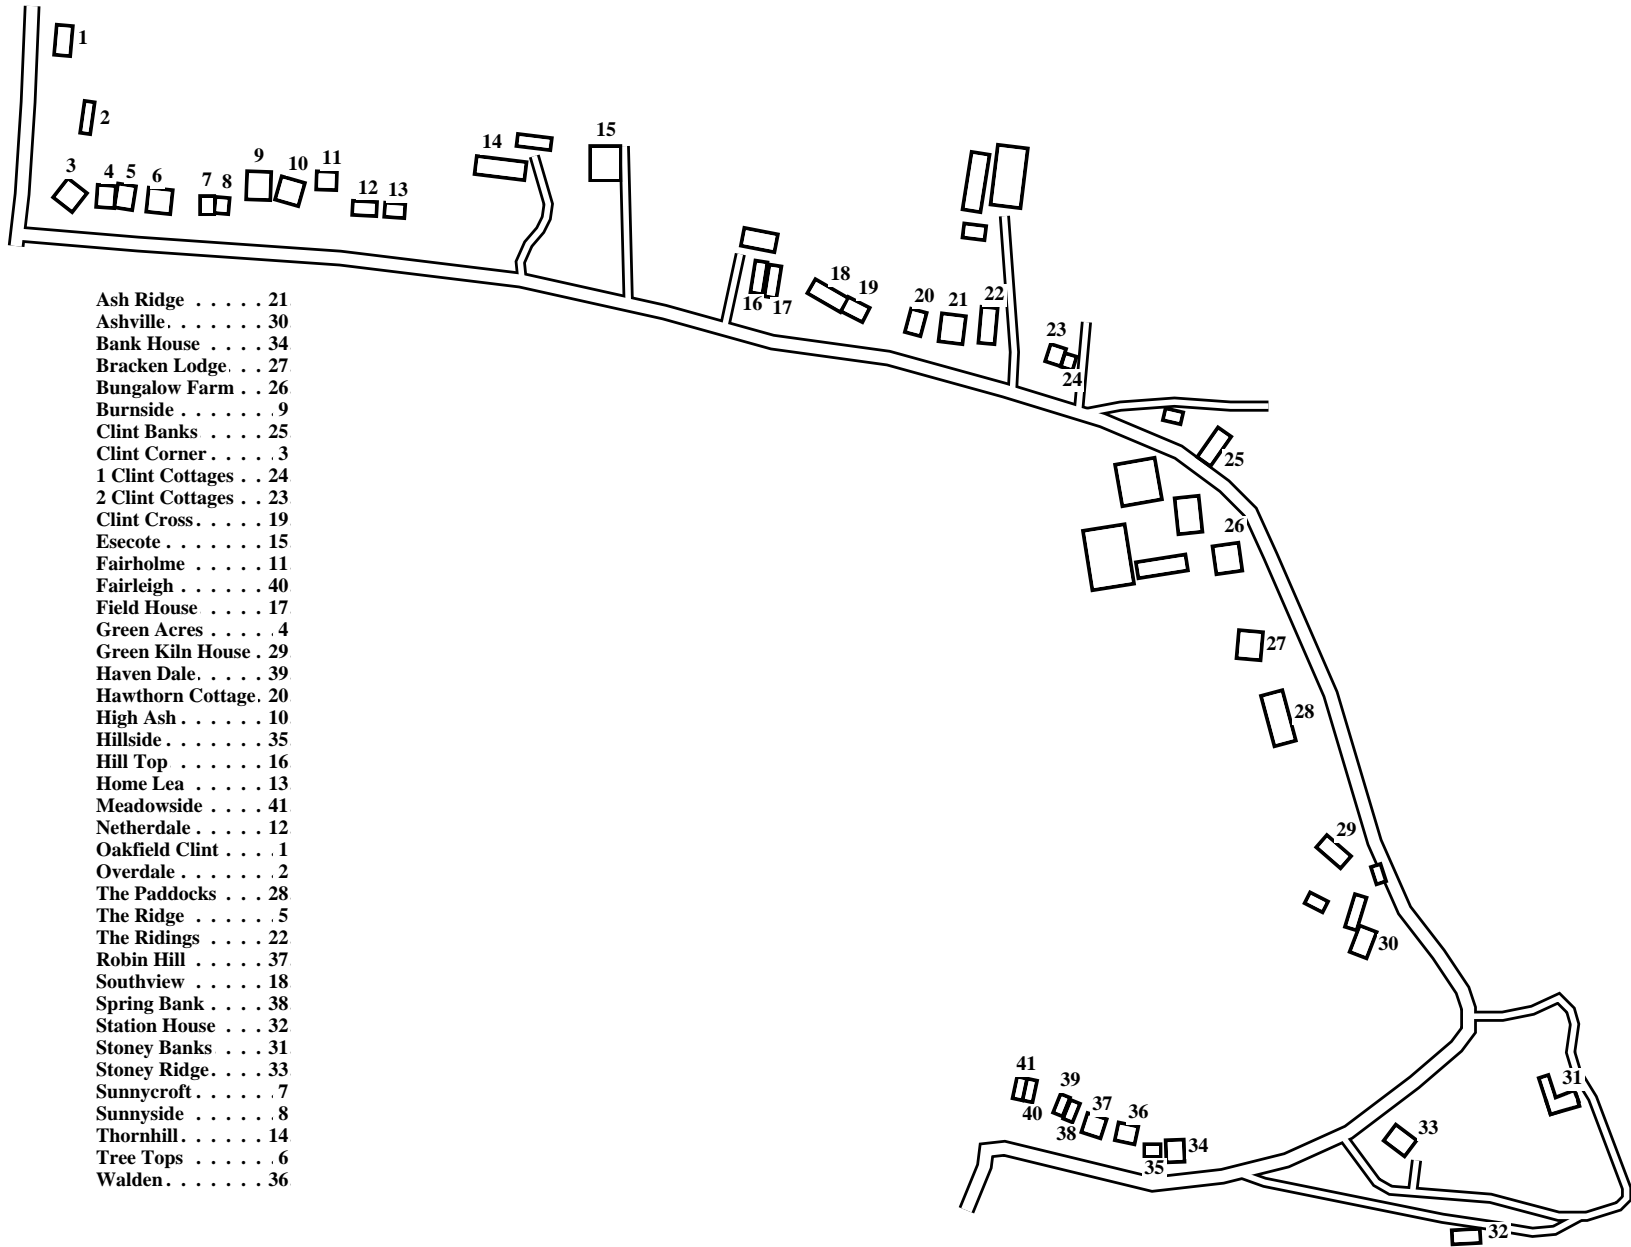 1
2
3
4
5
6
7
8
9
10
11
12
13
14
15
16
17
18
19
20
21
22
23
24
25
26
27
28
29
30
31
32
33
34
35
36
37
38
39
40
41
Ash Ridge . . . . . 21
Ashville . . . . . . . 30
Bank House . . . . 34
Bracken Lodge . . . 27
Bungalow Farm . . 26
Burnside . . . . . . . 9
Clint Banks . . . . . 25
Clint Corner . . . . . 3
1 Clint Cottages . . 24
2 Clint Cottages . . 23
Clint Cross . . . . . 19
Esecote . . . . . . . 15
Fairholme . . . . . . 11
Fairleigh . . . . . . 40
Field House . . . . . 17
Green Acres . . . . . 4
Green Kiln House . 29
Haven Dale . . . . . 39
Hawthorn Cottage . 20
High Ash . . . . . . 10
Hillside . . . . . . . 35
Hill Top . . . . . . . 16
Home Lea . . . . . 13
Meadowside . . . . 41
Netherdale . . . . . 12
Oakfield Clint . . . . 1
Overdale . . . . . . 2
The Paddocks . . . 28
The Ridge . . . . . . 5
The Ridings . . . . 22
Robin Hill . . . . . 37
Southview . . . . . 18
Spring Bank . . . . 38
Station House . . . 32
Stoney Banks . . . . 31
Stoney Ridge . . . . 33
Sunnycroft . . . . . . 7
Sunnyside . . . . . . 8
Thornhill . . . . . . 14
Tree Tops . . . . . . 6
Walden . . . . . . . 36